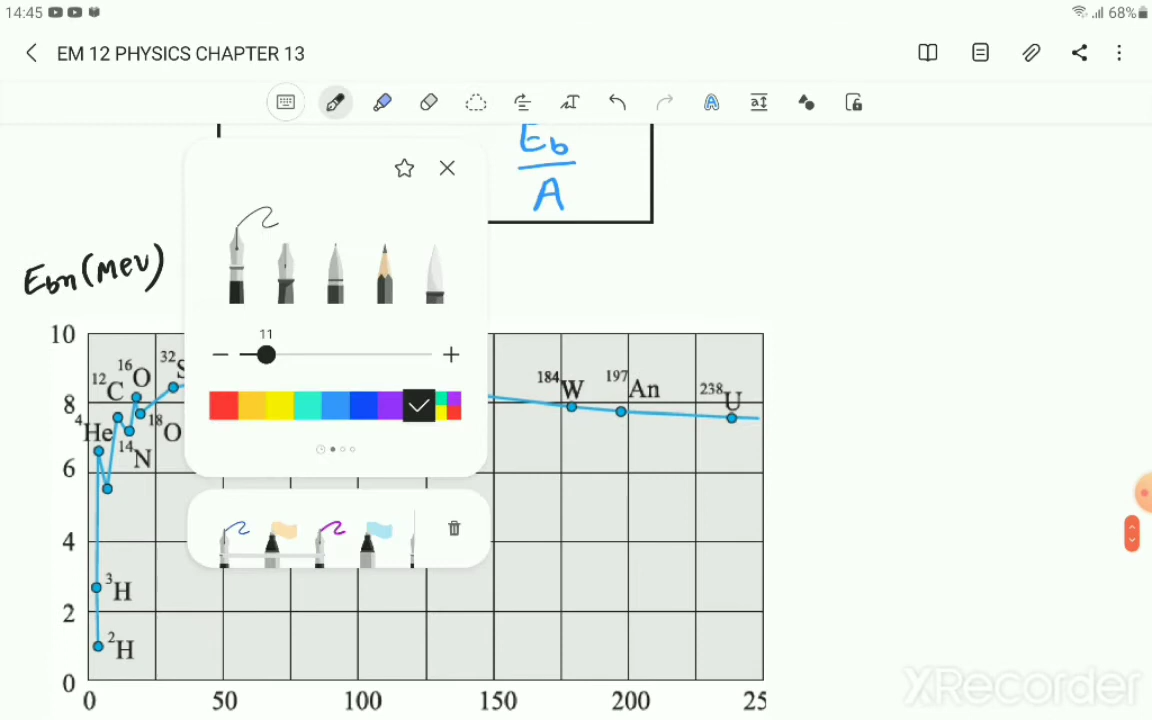 14:45 68%
EM 12 PHYSICS CHAPTER 13
Eb
A
Ebn (MeV)
11
10
8
6
4
2
0
4He
12C
16O
32S
18O
14N
3H
2H
184W
197An
238U
0 50 100 150 200 25
XRecorder